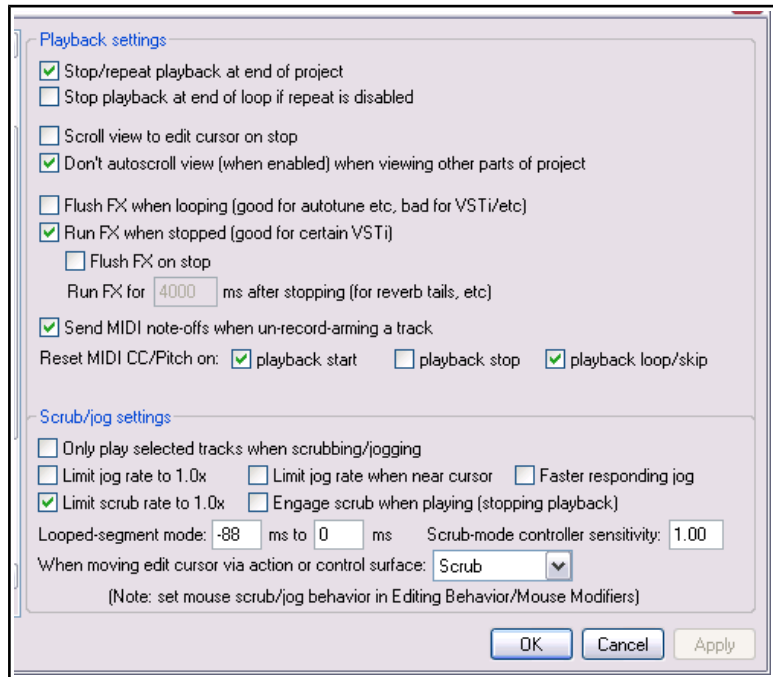 Playback settings
Stop/repeat playback at end of project
Stop playback at end of loop if repeat is disabled
Scroll view to edit cursor on stop
Don't autoscroll view (when enabled) when viewing other parts of project
Flush FX when looping (good for autotune etc, bad for VSTi/etc)
Run FX when stopped (good for certain VSTi)
Flush FX on stop
Run FX for 4000 ms after stopping (for reverb tails, etc)
Send MIDI note-offs when un-record-arming a track
Reset MIDI CC/Pitch on: playback start playback stop playback loop/skip
Scrub/jog settings
Only play selected tracks when scrubbing/jogging
Limit jog rate to 1.0x Limit jog rate when near cursor Faster responding jog
Limit scrub rate to 1.0x Engage scrub when playing (stopping playback)
Looped-segment mode: -88 ms to 0 ms Scrub-mode controller sensitivity: 1.00
When moving edit cursor via action or control surface: Scrub
(Note: set mouse scrub/jog behavior in Editing Behavior/Mouse Modifiers)
OK Cancel Apply